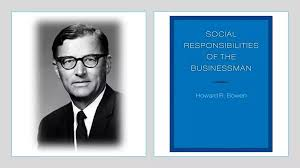 SOCIAL
RESPONSIBILITIES
OF THE
BUSINESSMAN
Howard R. Bowen